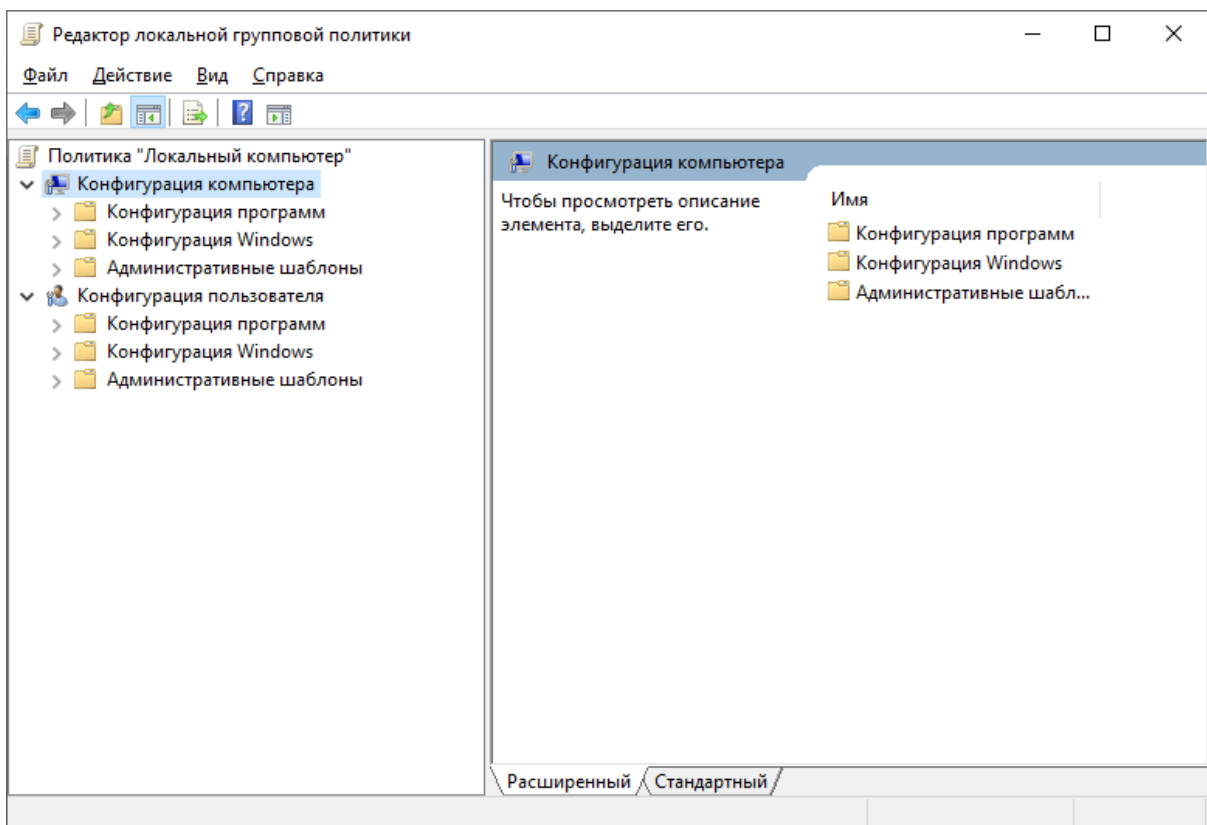 Редактор локальной групповой политики
Файл Действие Вид Справка
Политика "Локальный компьютер"
Конфигурация компьютера
Конфигурация программ
Конфигурация Windows
Административные шаблоны
Конфигурация пользователя
Конфигурация программ
Конфигурация Windows
Административные шаблоны
Конфигурация компьютера
Чтобы просмотреть описание
элемента, выделите его.
Имя
Конфигурация программ
Конфигурация Windows
Административные шабл...
Расширенный Стандартный